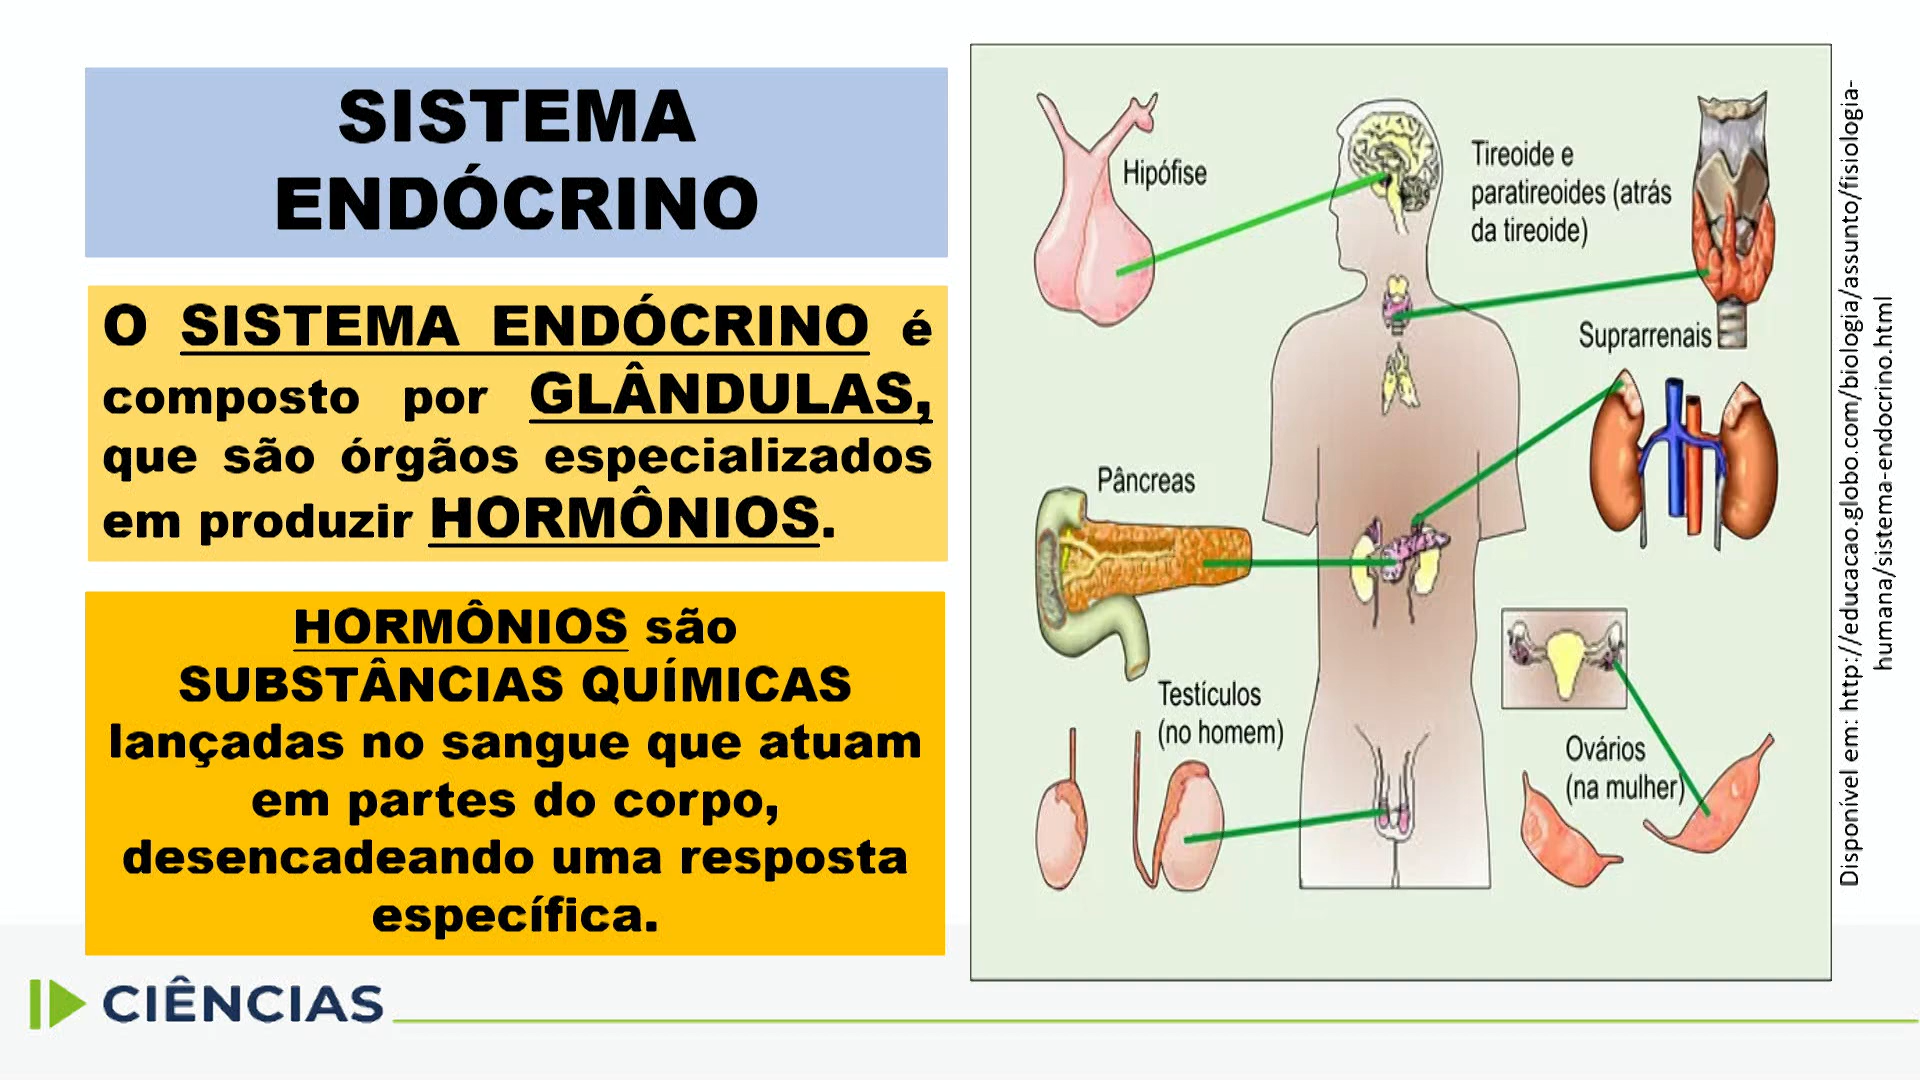 SISTEMA
ENDÓCRINO
O SISTEMA ENDÓCRINO é
composto por GLÂNDULAS,
que são órgãos especializados
em produzir HORMÔNIOS.
HORMÔNIOS são
SUBSTÂNCIAS QUÍMICAS
lançadas no sangue que atuam
em partes do corpo,
desencadeando uma resposta
específica.
Hipófise
Tireoide e
paratireoides (atrás
da tireoide)
Suprarrenais
Pâncreas
Testículos
(no homem)
Ovários
(na mulher)
Disponível em: http://educacao.globo.com/biologia/assunto/fisiologia-
humana/sistema-endocrino.html
CIÊNCIAS